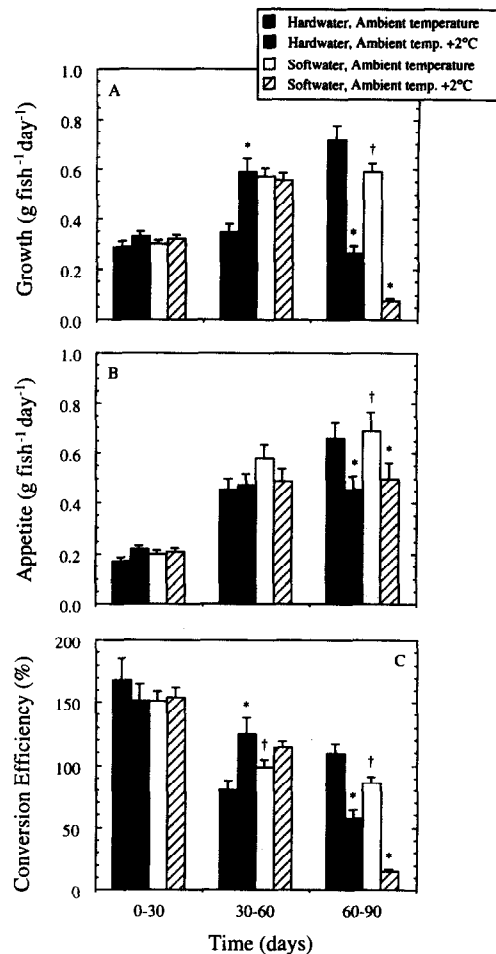 Hardwater, Ambient temperature
Hardwater, Ambient temp. +2°C
Softwater, Ambient temperature
Softwater, Ambient temp. +2°C
A
Growth (g fish⁻¹ day⁻¹)
1.0
0.8
0.6
0.4
0.2
0.0
*
†
*
*
B
Appetite (g fish⁻¹ day⁻¹)
1.0
0.8
0.6
0.4
0.2
0.0
†
*
*
C
Conversion Efficiency (%)
200
150
100
50
0
*
†
†
*
*
0-30
30-60
60-90
Time (days)